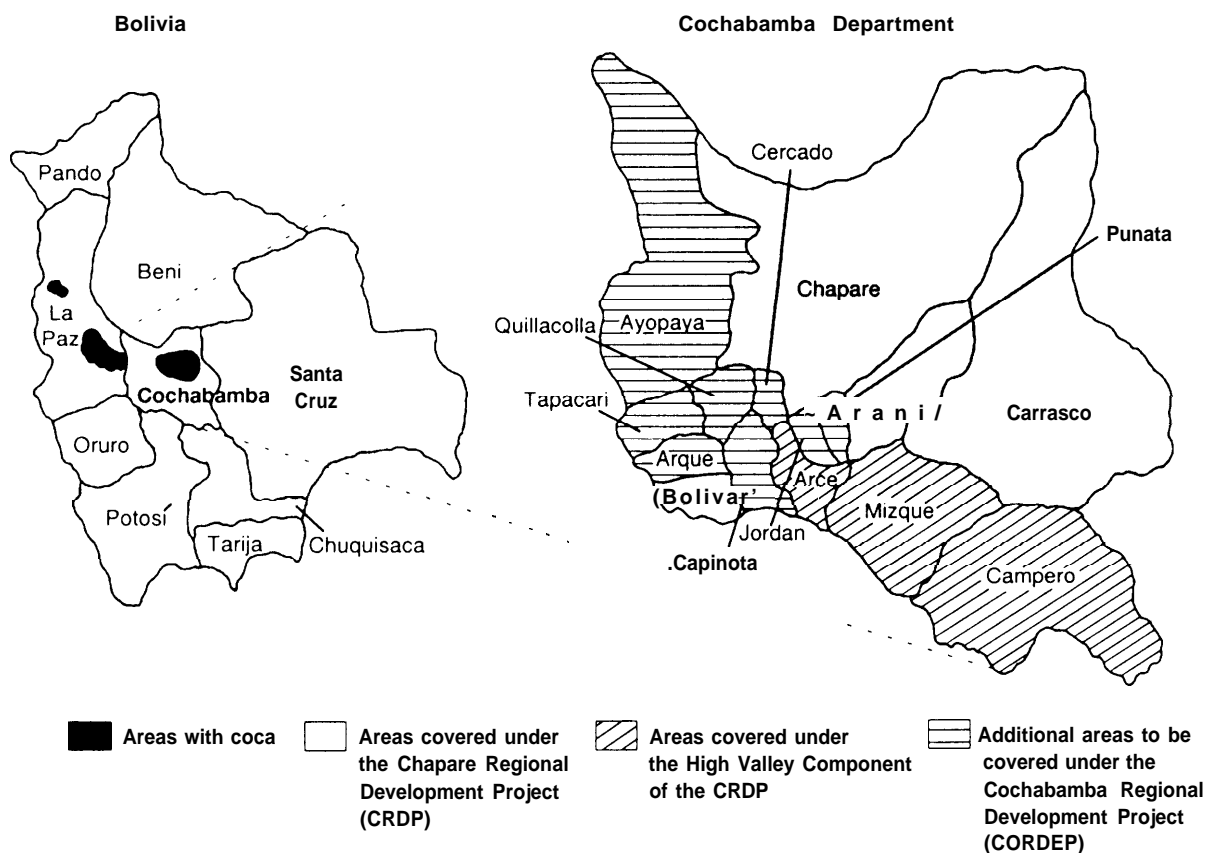 Bolivia
Cochabamba Department
Pando
Beni
La
Paz
Cochabamba
Santa
Cruz
Oruro
Potosí
Tarija
Chuquisaca
Cercado
Punata
Chapare
Quillacolla
Ayopaya
Tapacari
~ A r a n i /
Carrasco
Arque
Arce
(Bolivar'
Mizque
Jordan
.Capinota
Campero
Areas with coca
Areas covered under
the Chapare Regional
Development Project
(CRDP)
Areas covered under
the High Valley Component
of the CRDP
Additional areas to be
covered under the
Cochabamba Regional
Development Project
(CORDEP)